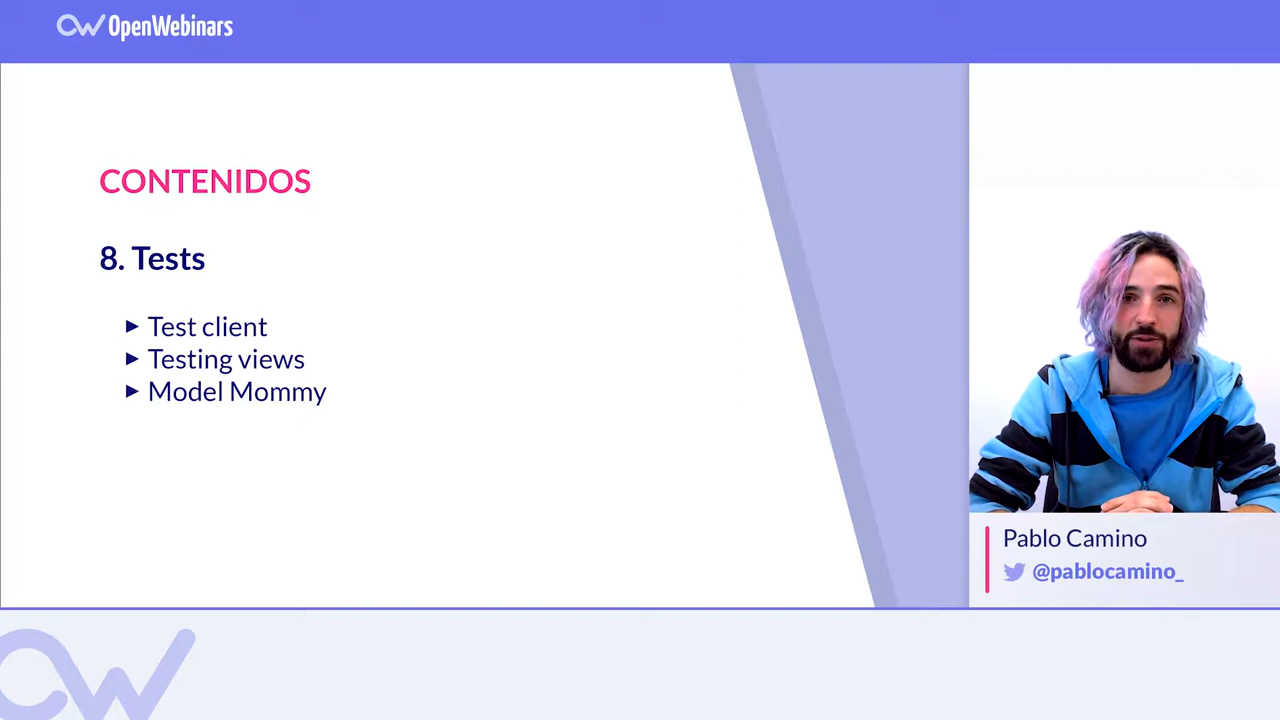 OpenWebinars
CONTENIDOS
8. Tests
▶ Test client
▶ Testing views
▶ Model Mommy
Pablo Camino
@pablocamino_